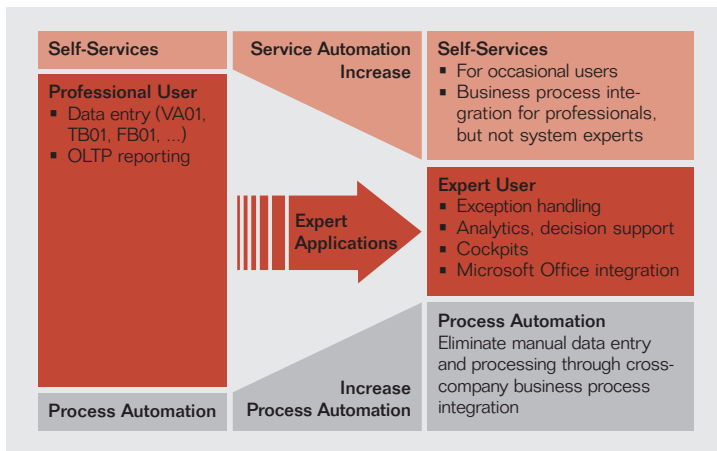 Self-Services
Professional User
▪ Data entry (VA01,
TB01, FB01, ...)
▪ OLTP reporting
Process Automation
Service Automation
Increase
Expert
Applications
Increase
Process Automation
Self-Services
▪ For occasional users
▪ Business process inte-
gration for professionals,
but not system experts
Expert User
▪ Exception handling
▪ Analytics, decision support
▪ Cockpits
▪ Microsoft Office integration
Process Automation
Eliminate manual data entry
and processing through cross-
company business process
integration